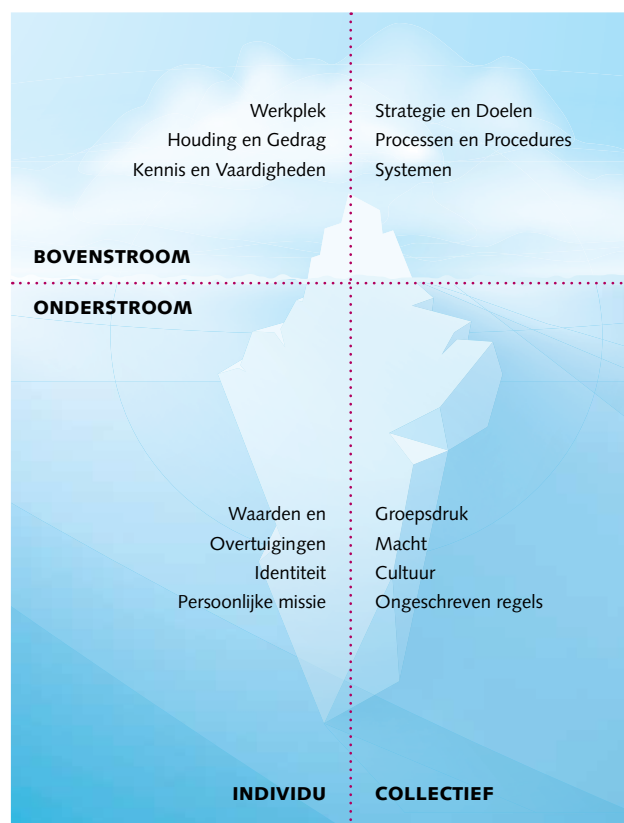 Werkplek
Houding en Gedrag
Kennis en Vaardigheden
Strategie en Doelen
Processen en Procedures
Systemen
BOVENSTROOM
ONDERSTROOM
Waarden en
Overtuigingen
Identiteit
Persoonlijke missie
Groepsdruk
Macht
Cultuur
Ongeschreven regels
INDIVIDU
COLLECTIEF